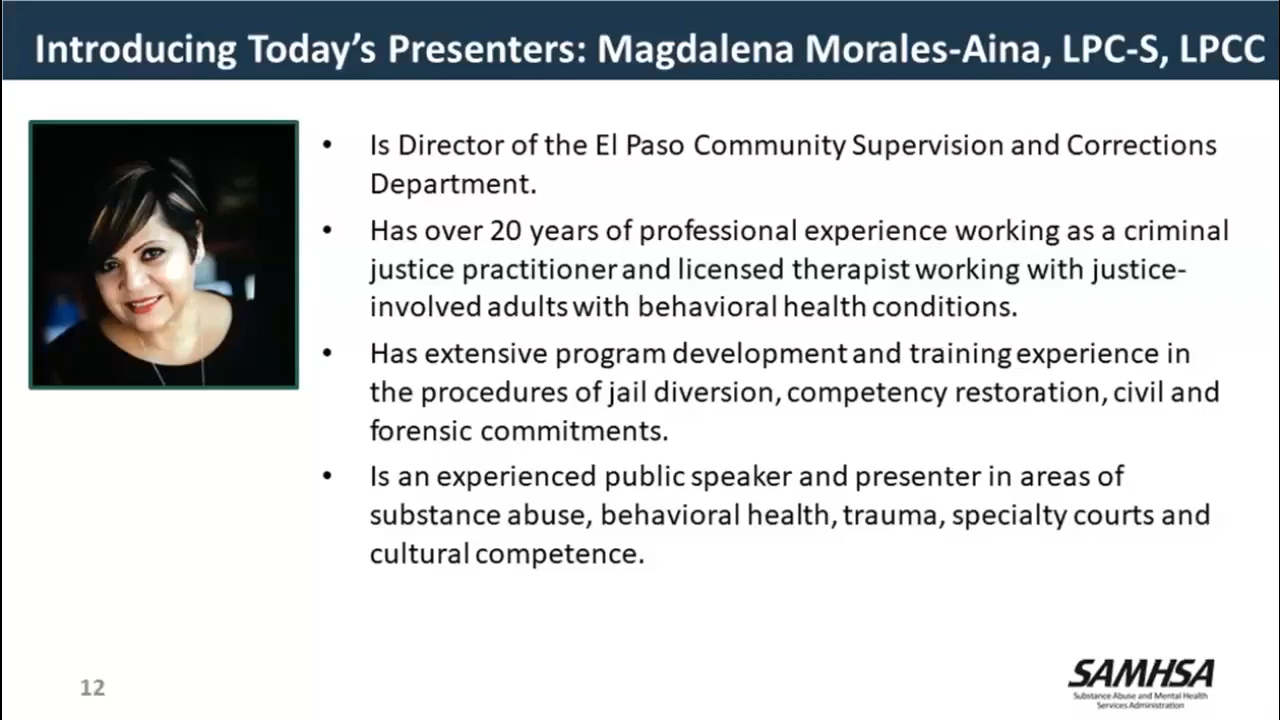 Introducing Today's Presenters: Magdalena Morales-Aina, LPC-S, LPCC
• Is Director of the El Paso Community Supervision and Corrections
Department.
• Has over 20 years of professional experience working as a criminal
justice practitioner and licensed therapist working with justice-
involved adults with behavioral health conditions.
• Has extensive program development and training experience in
the procedures of jail diversion, competency restoration, civil and
forensic commitments.
• Is an experienced public speaker and presenter in areas of
substance abuse, behavioral health, trauma, specialty courts and
cultural competence.
12
SAMHSA
Substance Abuse and Mental Health
Services Administration